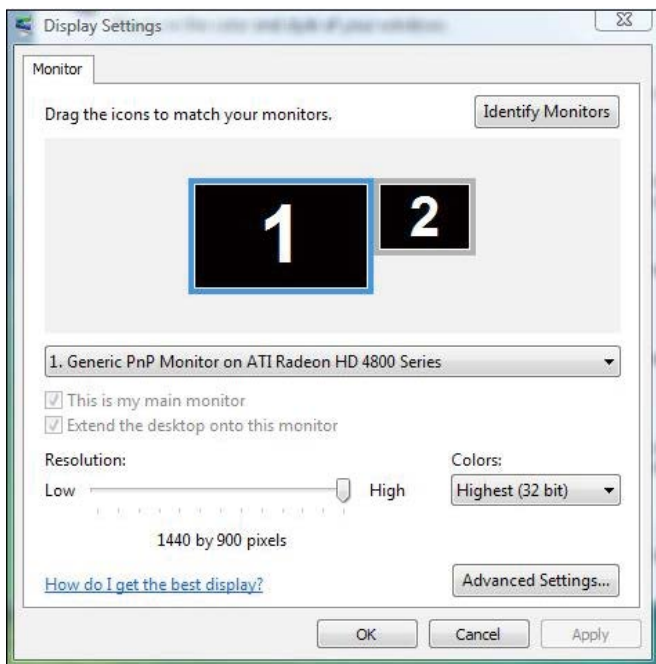 Display Settings
Monitor
Drag the icons to match your monitors.
Identify Monitors
1
2
1. Generic PnP Monitor on ATI Radeon HD 4800 Series
This is my main monitor
Extend the desktop onto this monitor
Resolution:
Colors:
Low
High
Highest (32 bit)
1440 by 900 pixels
How do I get the best display?
Advanced Settings...
OK
Cancel
Apply